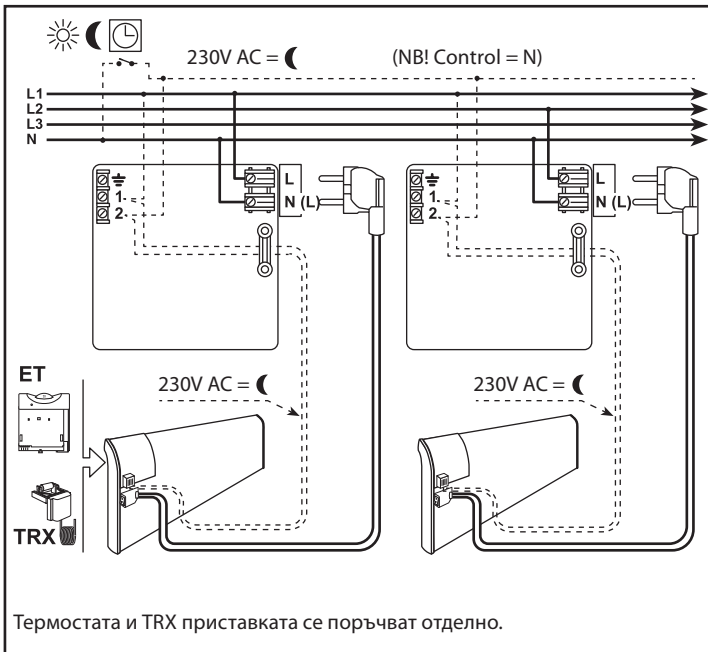 230V AC = (NB! Control = N)
L1
L2
L3
N
L
N (L)
1
2
L
N (L)
1
2
ET
230V AC =
230V AC =
TRX
Термостата и TRX приставката се поръчват отделно.